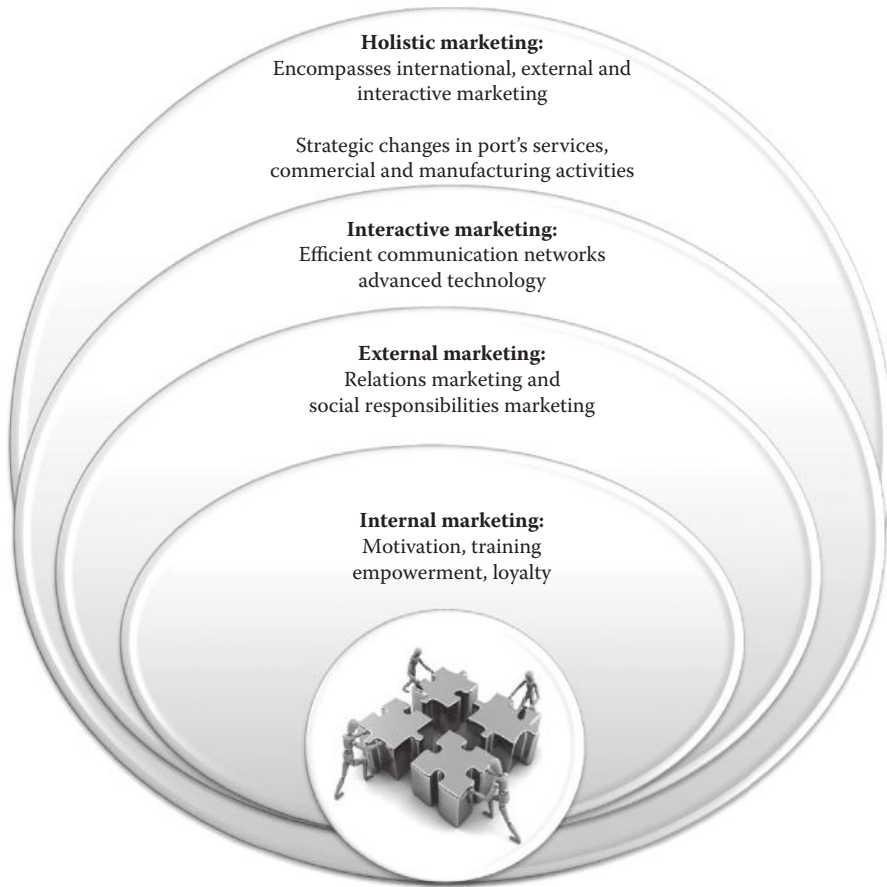 Holistic marketing:
Encompasses international, external and
interactive marketing
Strategic changes in port's services,
commercial and manufacturing activities
Interactive marketing:
Efficient communication networks
advanced technology
External marketing:
Relations marketing and
social responsibilities marketing
Internal marketing:
Motivation, training
empowerment, loyalty